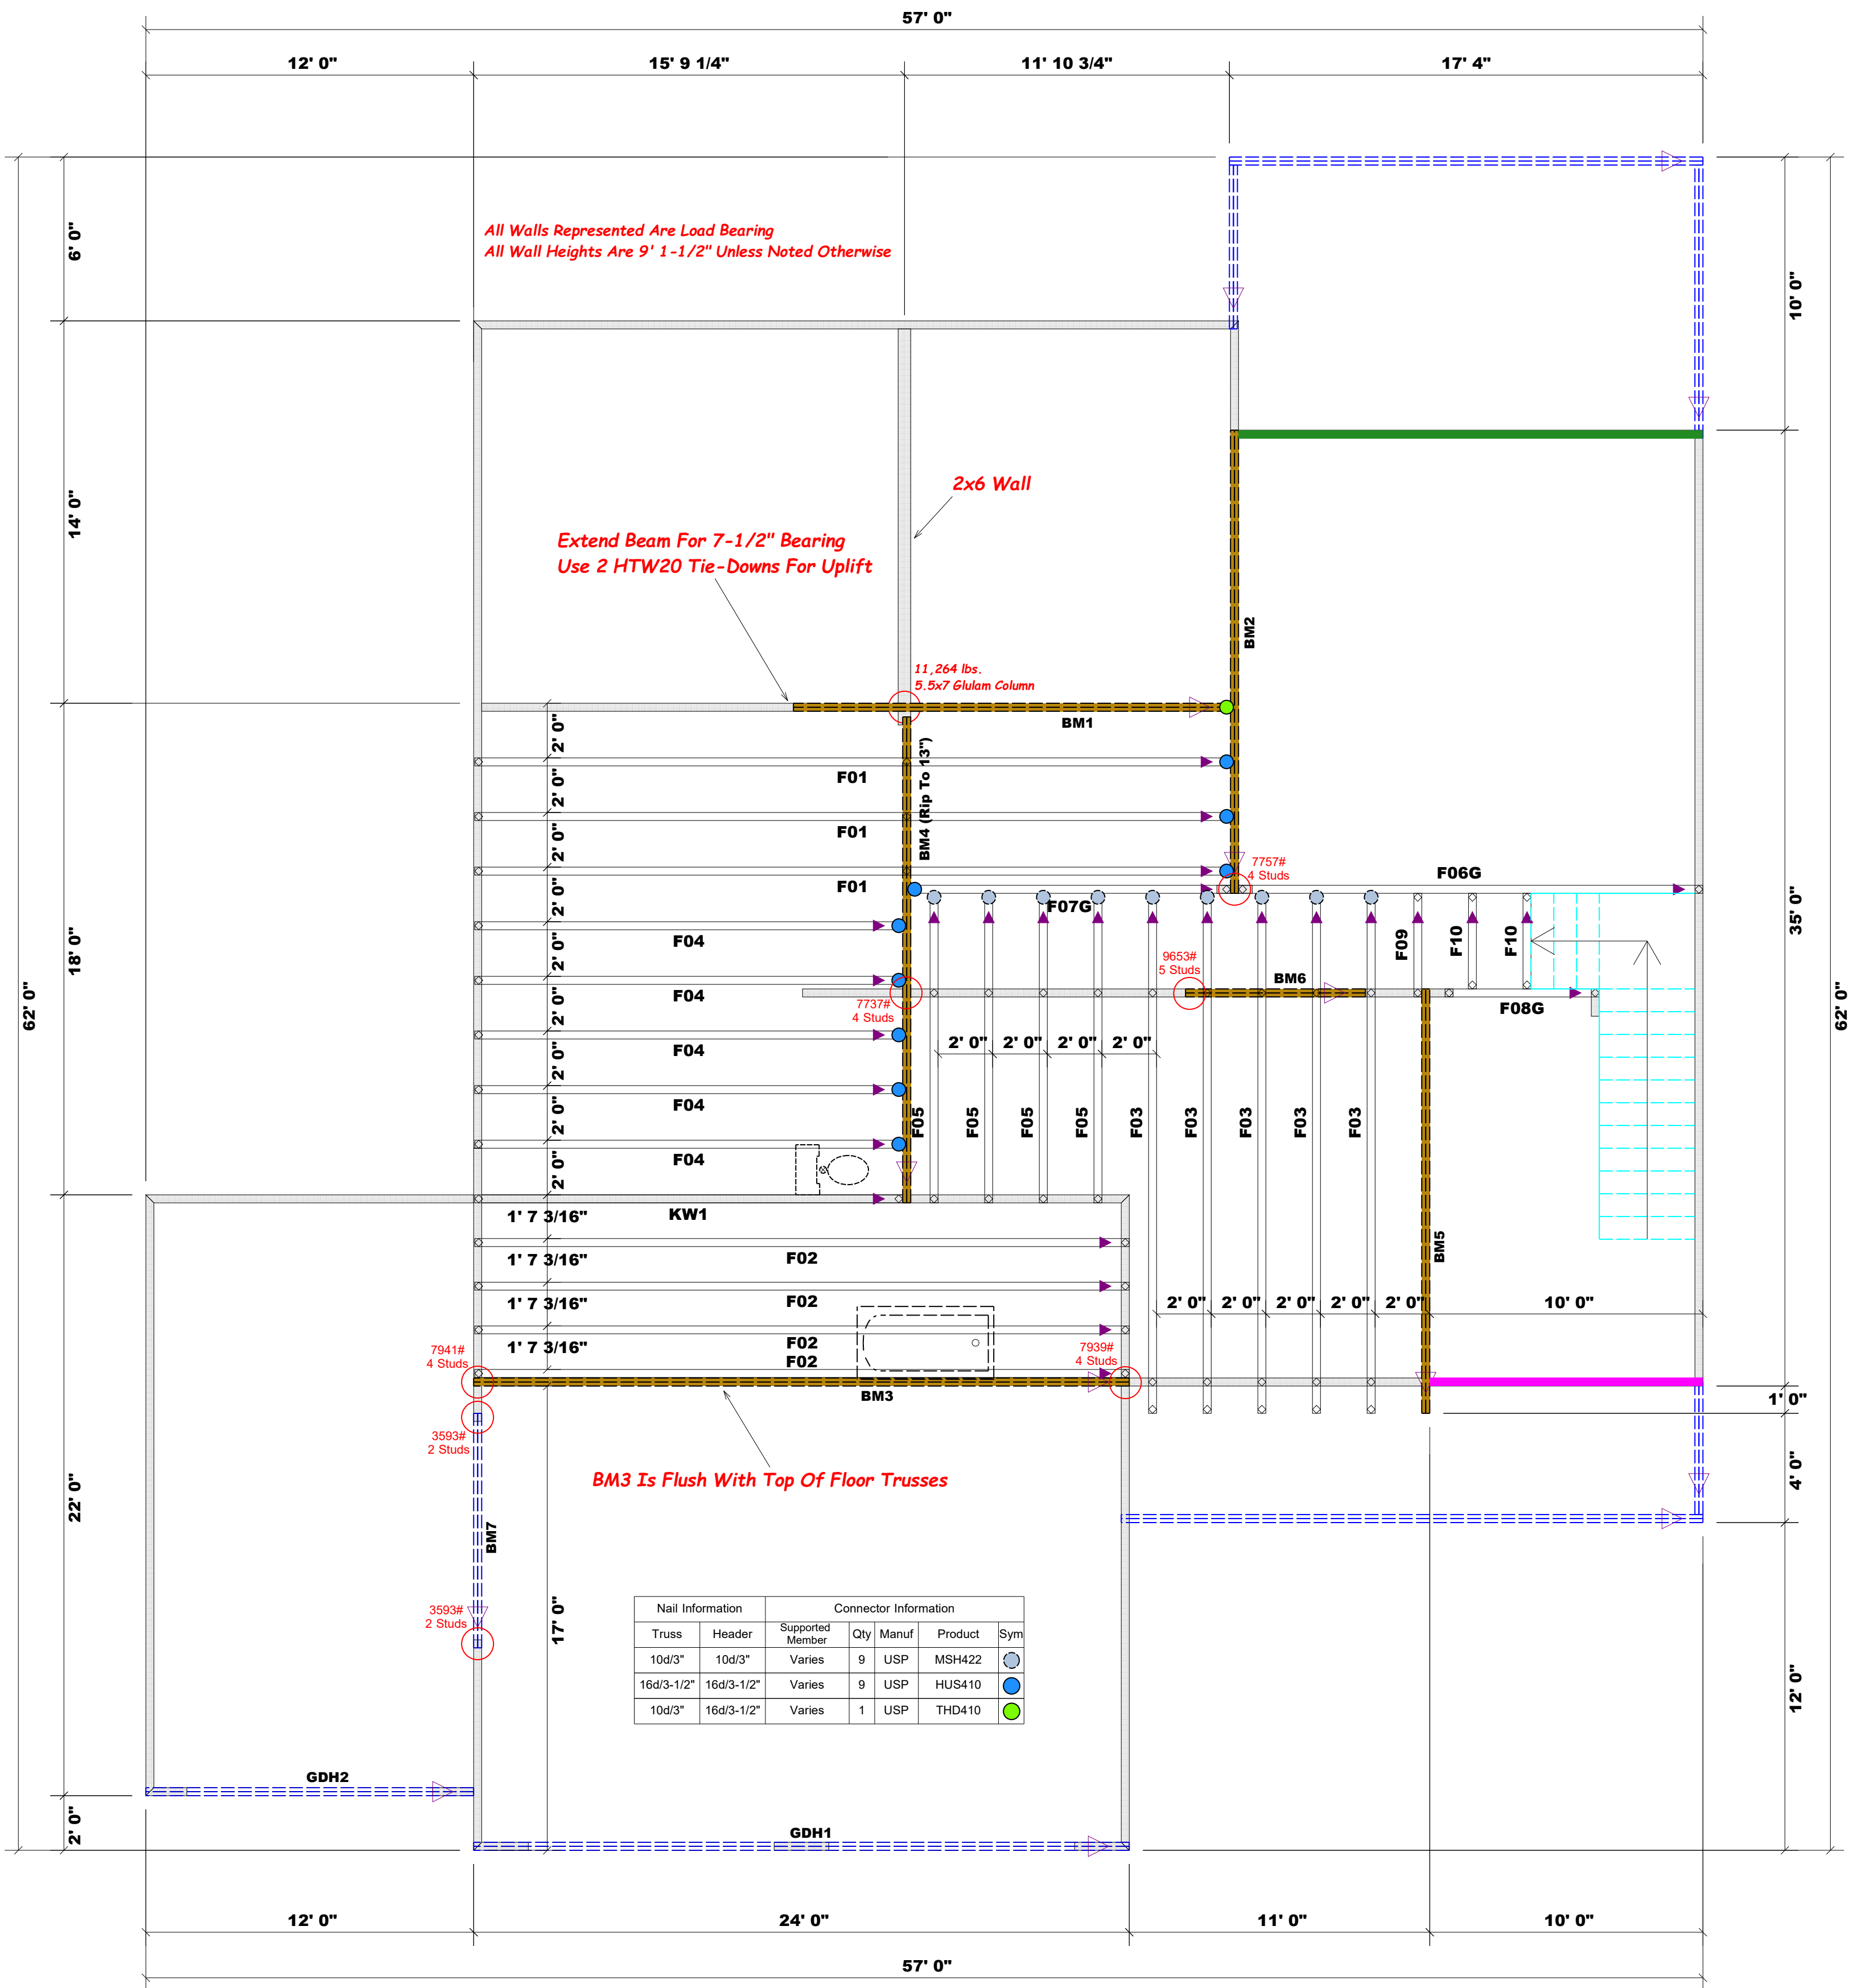 57' 0"
12' 0"
15' 9 1/4"
11' 10 3/4"
17' 4"
6' 0"
14' 0"
18' 0"
22' 0"
2' 0"
62' 0"
10' 0"
35' 0"
1' 0"
4' 0"
12' 0"
62' 0"
All Walls Represented Are Load Bearing
All Wall Heights Are 9' 1-1/2" Unless Noted Otherwise
2x6 Wall
Extend Beam For 7-1/2" Bearing
Use 2 HTW20 Tie-Downs For Uplift
BM2
11,264 lbs.
5.5x7 Glulam Column
BM1
BM4 (Rip To 13")
2' 0"
2' 0"
2' 0"
2' 0"
2' 0"
2' 0"
2' 0"
2' 0"
2' 0"
F01
F01
F01
7757#
4 Studs
F06G
F07G
F04
F04
F04
F04
F04
F09
F10
F10
9653#
5 Studs
BM6
7737#
4 Studs
F08G
2' 0"
2' 0"
2' 0"
2' 0"
F05
F05
F05
F05
F03
F03
F03
F03
F03
BM5
KW1
1' 7 3/16"
1' 7 3/16"
1' 7 3/16"
1' 7 3/16"
F02
F02
F02
F02
2' 0"
2' 0"
2' 0"
2' 0"
2' 0"
10' 0"
7941#
4 Studs
7939#
4 Studs
BM3
3593#
2 Studs
BM3 Is Flush With Top Of Floor Trusses
BM7
3593#
2 Studs
17' 0"
Nail Information Connector Information
Truss Header Supported Member Qty Manuf Product Sym
10d/3" 10d/3" Varies 9 USP MSH422
16d/3-1/2" 16d/3-1/2" Varies 9 USP HUS410
10d/3" 16d/3-1/2" Varies 1 USP THD410
GDH2
GDH1
12' 0"
24' 0"
11' 0"
10' 0"
57' 0"